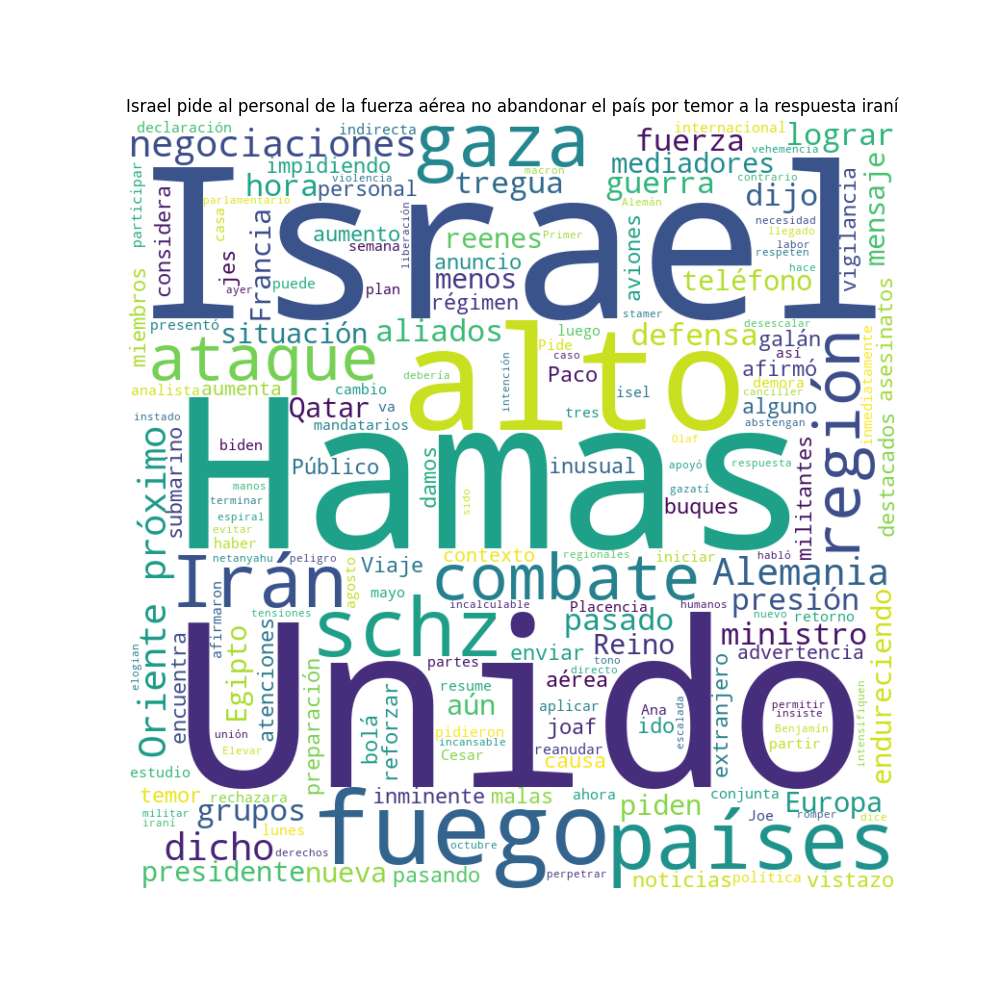 Israel pide al personal de la fuerza aérea no abandonar el país por temor a la respuesta iraní
declaración
indirecta
negociaciones
gaza
internacional
fuerza
vehemencia
lograr
participar
impidiendo
violencia
macron
mediadores
contrario
hora
personal
tregua
guerra
dijo
mensaje
considera
parlamentario
casa
Israel
Alemán
necesidad
llegado
vigilancia
Francia
liberación
aumento
semana
reenes
Primer
aviones
labor
respeten
jes
anuncio
hace
ayer
puede
plan
menos
régimen
teléfono
miembros
presentó
situación
aliados
luego
stamer
defensa
desescalar
galán
ataque
alto
Pide
caso
así
región
inmediatamente
asesinatos
debería
intención
Paco
afirmó
demora
canciller
analista
aumenta
cambio
isel
instado
Qatar
va
mandatarios
tres
alguno
abstengan
submarino
biden
Hamas
Olaf
militantes
destacados
próximo
Público
damos
inusual
apoyó
respuesta
manos
terminar
espiral
evitar
haber
sido
gazatí
buques
netanyahu
peligro
contexto
regionales
iniciar
habló
Irán
agosto
Viaje
combate
Alemania
mayo
incalculable
Placencia
humanos
presión
nuevo
retorno
tensiones
afirmaron
schz
pasado
Oriente
encuentra
Egipto
atenciones
enviar
Reino
ministro
endureciendo
elogian
partes
tono
directo
advertencia
preparación
Unido
resume
aérea
extranjero
aún
aplicar
Ana
permitir
insiste
intensifiquen
unión
Elevar
bolá
reforzar
pidieron
incansable
Cesar
joaf
reanudar
ido
escalada
Benjamín
partir
estudio
causa
temor
rechazara
inminente
malas
ahora
piden
conjunta
Europa
militar
iraní
grupos
lunes
fuego
Joe
romper
dice
dicho
derechos
octubre
países
presidente
nueva
pasando
perpetrar
noticias
política
vistazo